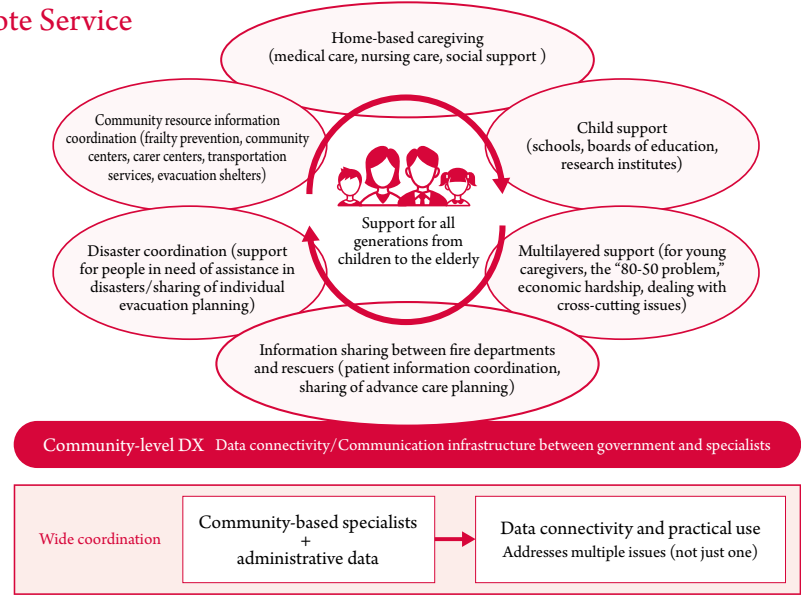 ote Service
Home-based caregiving
(medical care, nursing care, social support )
Community resource information
coordination (frailty prevention, community
centers, carer centers, transportation
services, evacuation shelters)
Child support
(schools, boards of education,
research institutes)
Support for all
generations from
children to the elderly
Disaster coordination (support
for people in need of assistance in
disasters/sharing of individual
evacuation planning)
Multilayered support (for young
caregivers, the “80-50 problem,”
economic hardship, dealing with
cross-cutting issues)
Information sharing between fire departments
and rescuers (patient information coordination,
sharing of advance care planning)
Community-level DX Data connectivity/Communication infrastructure between government and specialists
Wide coordination
Community-based specialists
+
administrative data
Data connectivity and practical use
Addresses multiple issues (not just one)